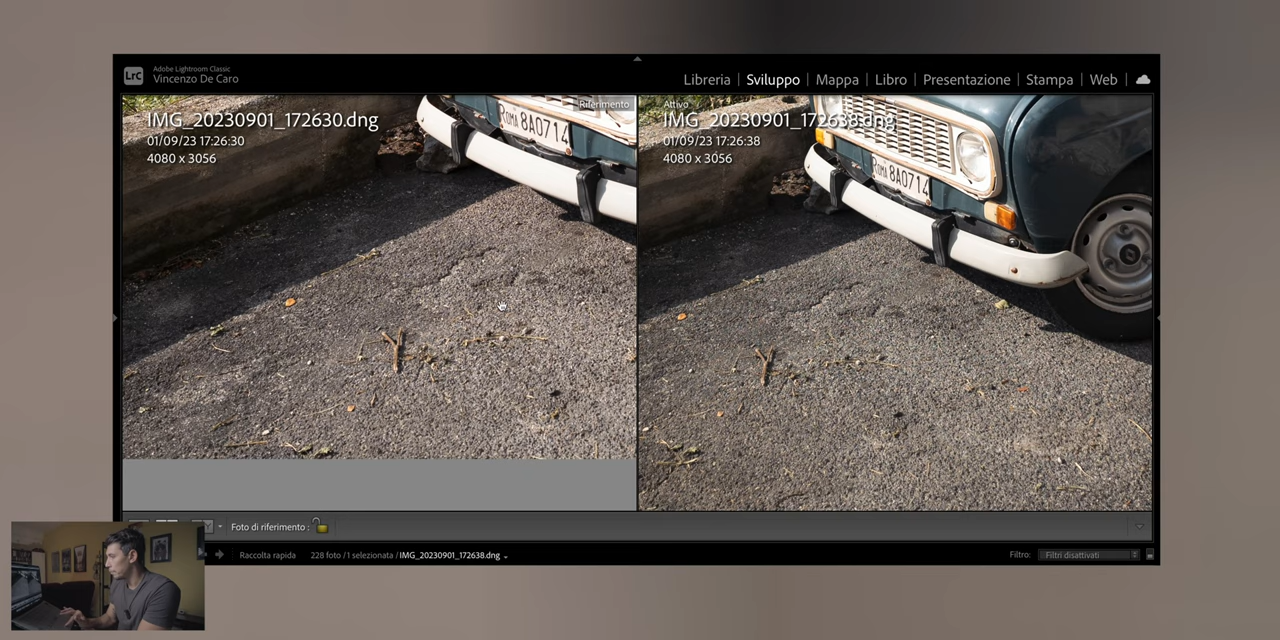 LrC
Adobe Lightroom Classic
Vincenzo De Caro
Libreria | Sviluppo | Mappa | Libro | Presentazione | Stampa | Web |
Riferimento
IMG_20230901_172630.dng
01/09/23 17:26:30
4080 x 3056
ROMA 8A0714
Attivo
IMG_20230901_172638.dng
01/09/23 17:26:38
4080 x 3056
ROMA 8A0714
Foto di riferimento :
Raccolta rapida
228 foto /1 selezionata /IMG_20230901_172638.dng
Filtro:
Filtri disattivati